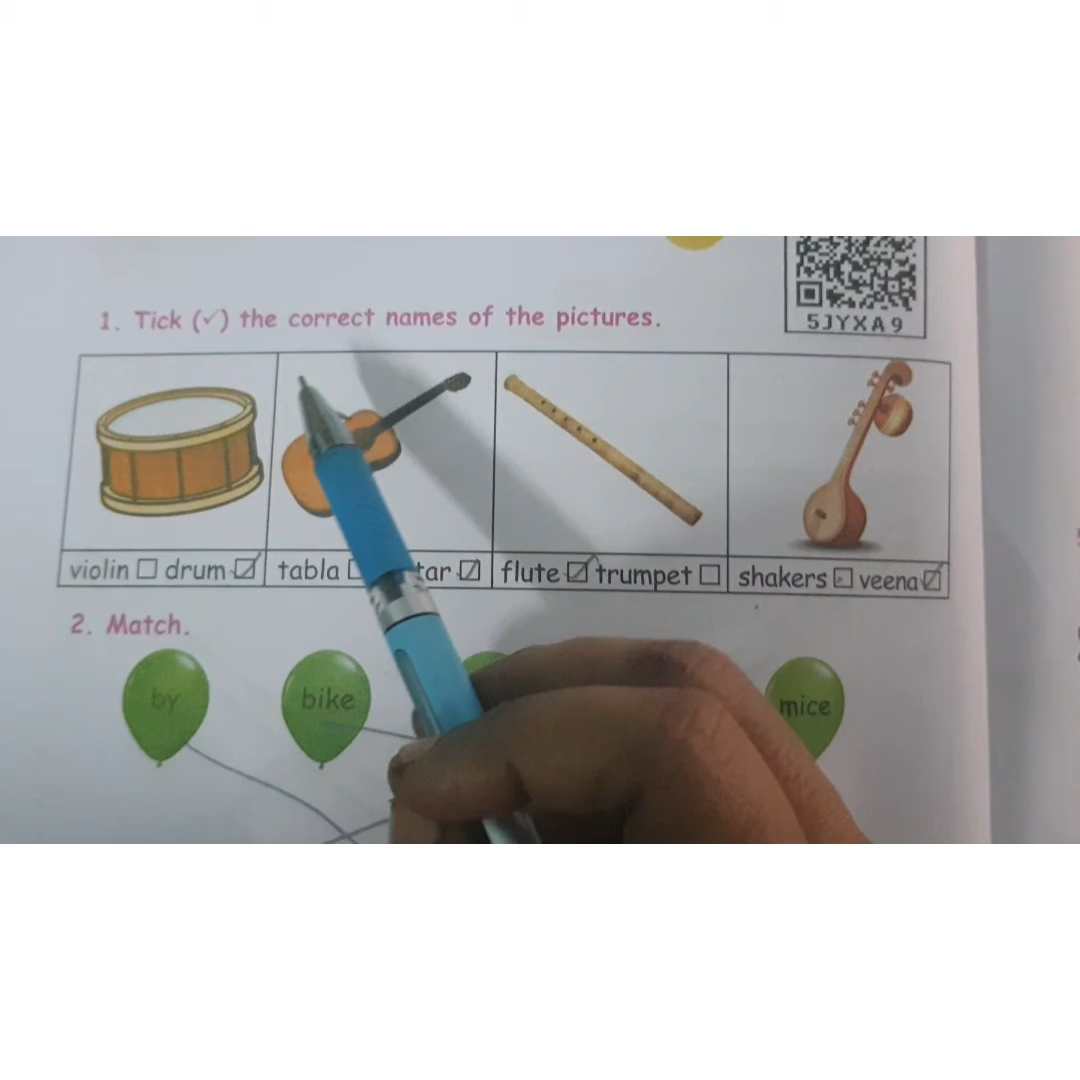 5JYXA9
1. Tick (✓) the correct names of the pictures.
violin ☐ drum ☑ tabla ☐ tar ☑ flute ☑ trumpet ☐ shakers ☐ veena ☑
2. Match.
by bike mice